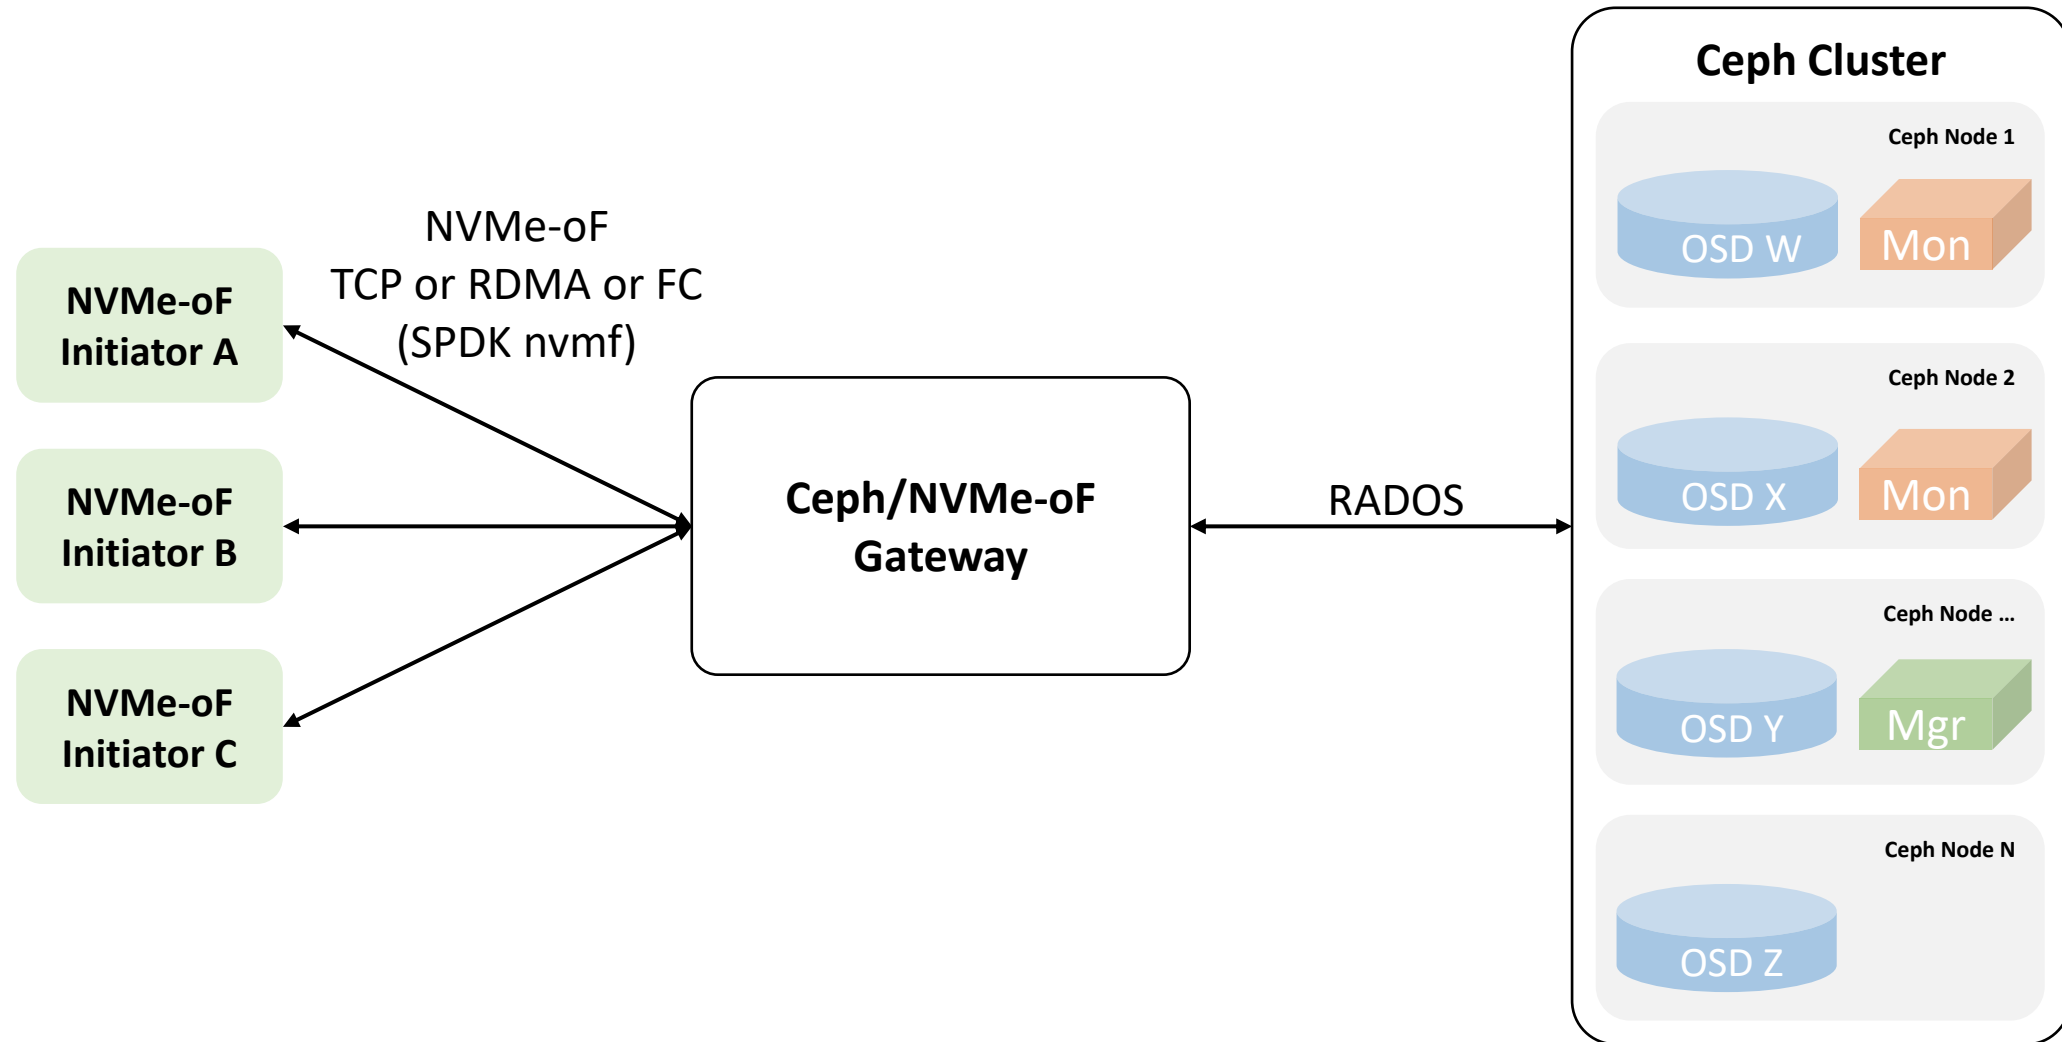 NVMe-oF
Initiator A
NVMe-oF
Initiator B
NVMe-oF
Initiator C
NVMe-oF
TCP or RDMA or FC
(SPDK nvmf)
Ceph/NVMe-oF
Gateway
RADOS
Ceph Cluster
Ceph Node 1
OSD W
Mon
Ceph Node 2
OSD X
Mon
Ceph Node ...
OSD Y
Mgr
Ceph Node N
OSD Z